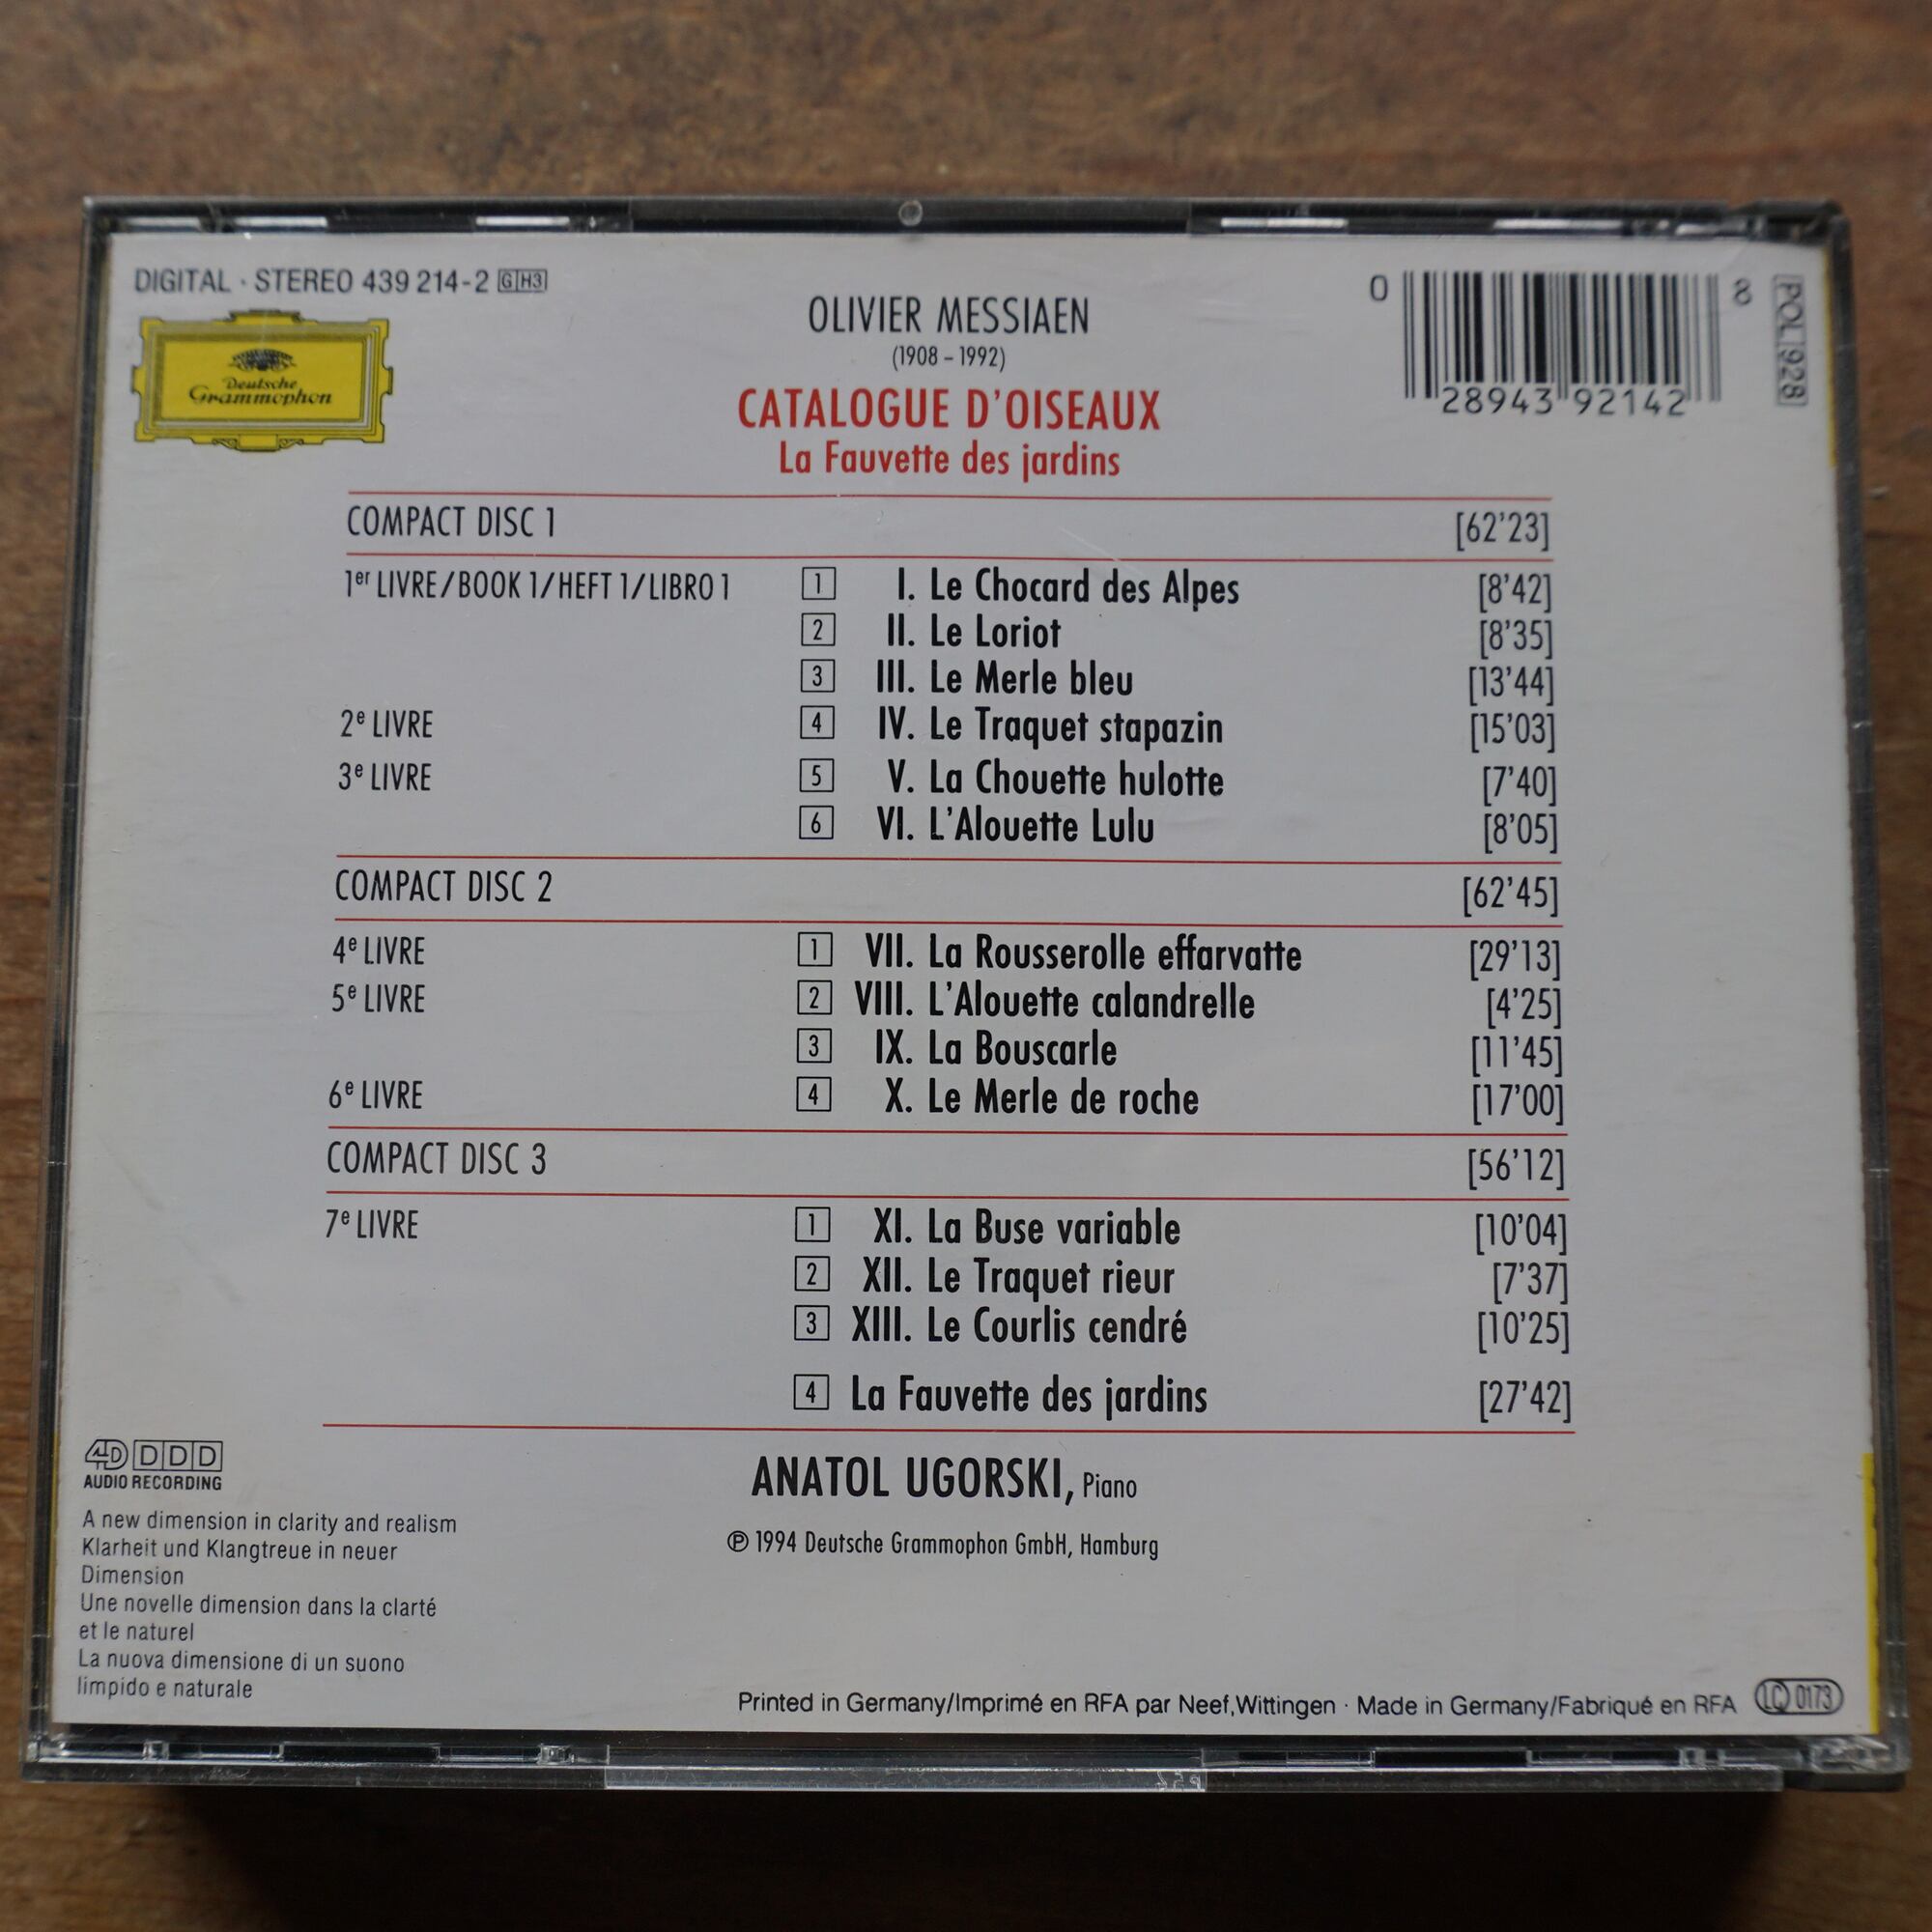 DIGITAL · STEREO 439 214-2 GH3
Deutsche
Grammophon
OLIVIER MESSIAEN
(1908 – 1992)
CATALOGUE D'OISEAUX
La Fauvette des jardins
0 28943 92142 8
POL 928
COMPACT DISC 1 [62'23]
1er LIVRE/BOOK 1/HEFT 1/LIBRO 1 1 I. Le Chocard des Alpes [8'42]
2 II. Le Loriot [8'35]
3 III. Le Merle bleu [13'44]
2e LIVRE 4 IV. Le Traquet stapazin [15'03]
3e LIVRE 5 V. La Chouette hulotte [7'40]
6 VI. L'Alouette Lulu [8'05]
COMPACT DISC 2 [62'45]
4e LIVRE 1 VII. La Rousserolle effarvatte [29'13]
5e LIVRE 2 VIII. L'Alouette calandrelle [4'25]
3 IX. La Bouscarle [11'45]
6e LIVRE 4 X. Le Merle de roche [17'00]
COMPACT DISC 3 [56'12]
7e LIVRE 1 XI. La Buse variable [10'04]
2 XII. Le Traquet rieur [7'37]
3 XIII. Le Courlis cendré [10'25]
4 La Fauvette des jardins [27'42]
4D DDD
AUDIO RECORDING
A new dimension in clarity and realism
Klarheit und Klangtreue in neuer
Dimension
Une novelle dimension dans la clarté
et le naturel
La nuova dimensione di un suono
limpido e naturale
ANATOL UGORSKI, Piano
℗ 1994 Deutsche Grammophon GmbH, Hamburg
Printed in Germany/Imprimé en RFA par Neef,Wittingen · Made in Germany/Fabriqué en RFA LC 0173